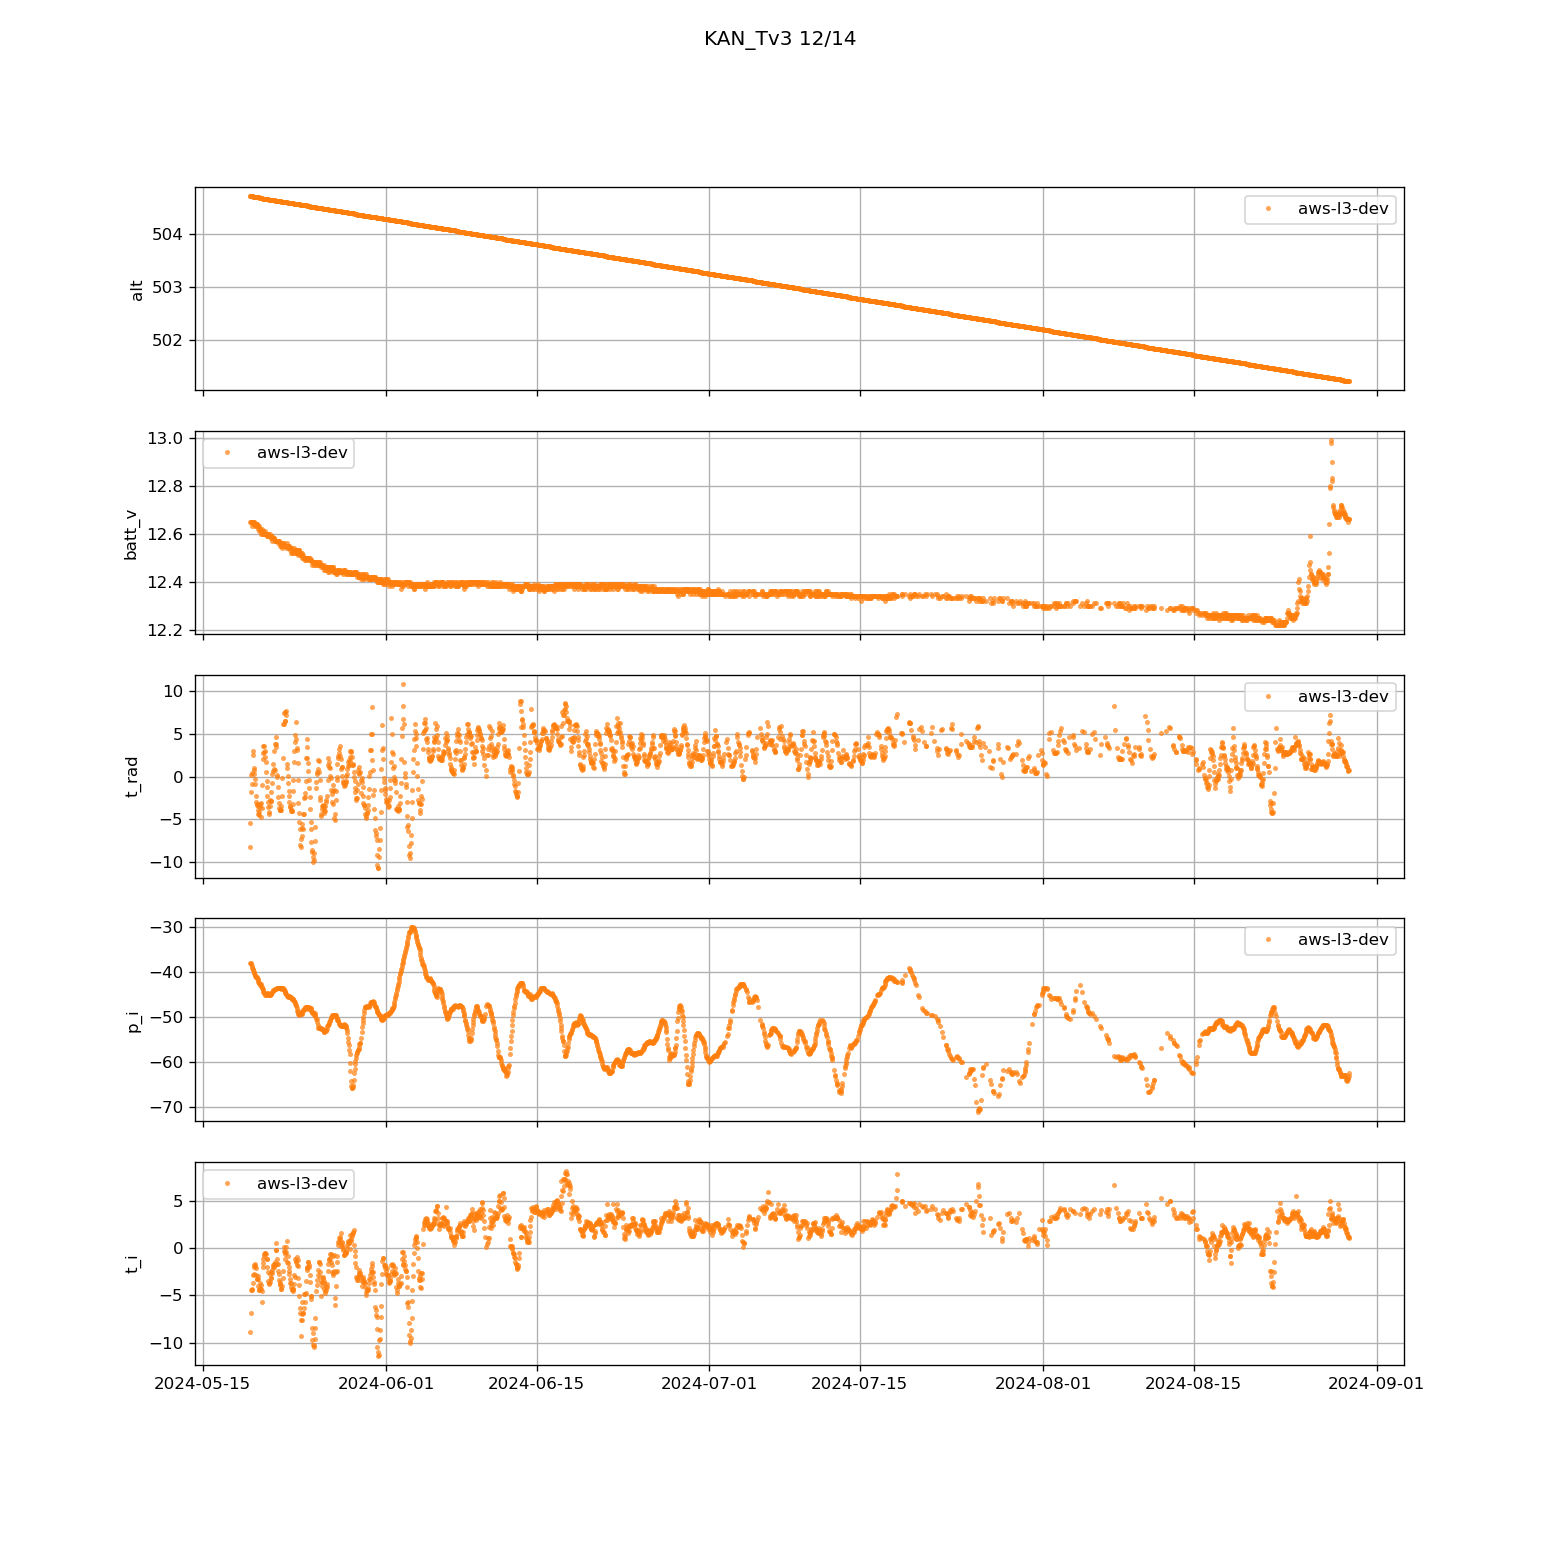 KAN_Tv3 12/14
alt
504
503
502
aws-l3-dev
batt_v
13.0
12.8
12.6
12.4
12.2
aws-l3-dev
t_rad
10
5
0
−5
−10
aws-l3-dev
p_i
−30
−40
−50
−60
−70
aws-l3-dev
t_i
5
0
−5
−10
aws-l3-dev
2024-05-15 2024-06-01 2024-06-15 2024-07-01 2024-07-15 2024-08-01 2024-08-15 2024-09-01